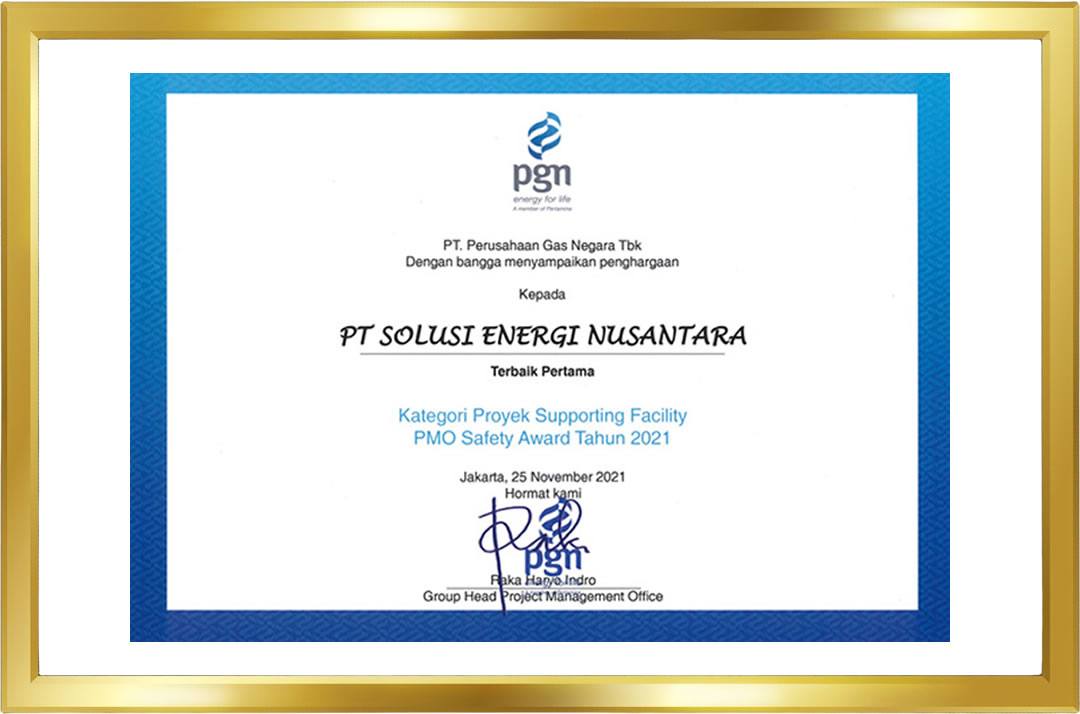 pgn
energy for life
A member of Pertamina
PT. Perusahaan Gas Negara Tbk
Dengan bangga menyampaikan penghargaan
Kepada
PT SOLUSI ENERGI NUSANTARA
Terbaik Pertama
Kategori Proyek Supporting Facility
PMO Safety Award Tahun 2021
Jakarta, 25 November 2021
Hormat kami
pgn
Raka Haryo Indro
Group Head Project Management Office